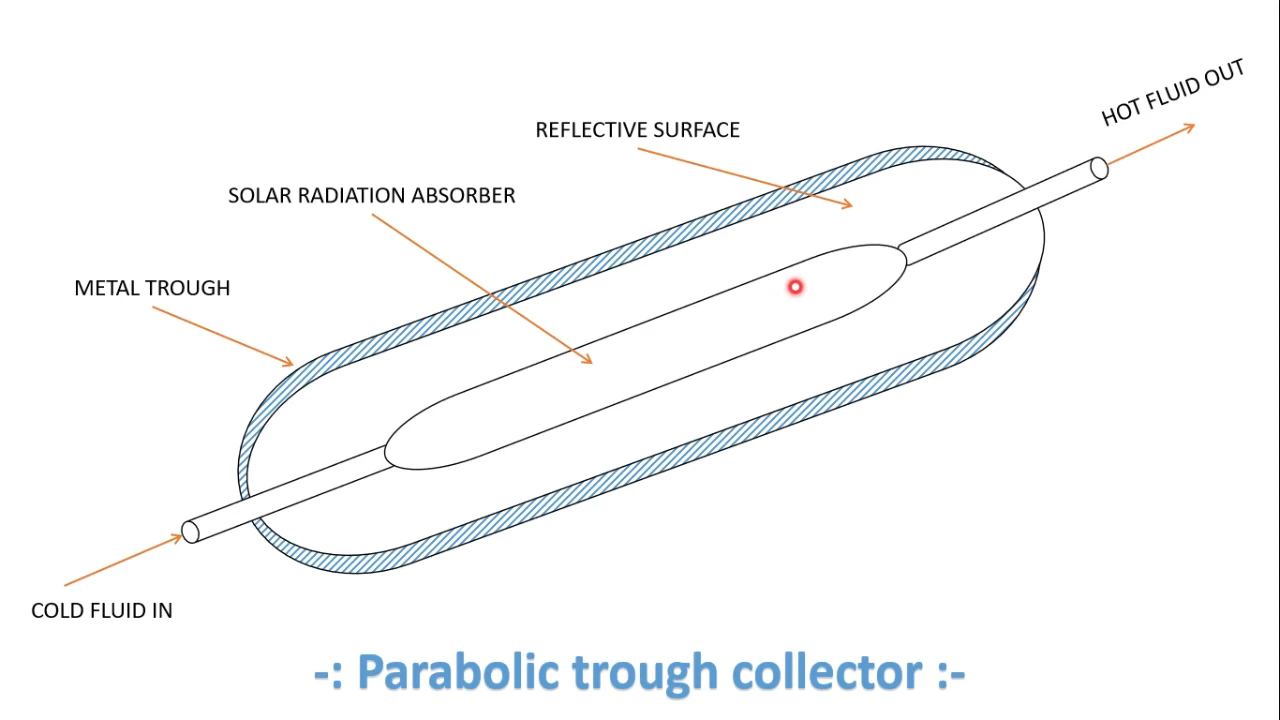 HOT FLUID OUT
REFLECTIVE SURFACE
SOLAR RADIATION ABSORBER
METAL TROUGH
COLD FLUID IN
-: Parabolic trough collector :-